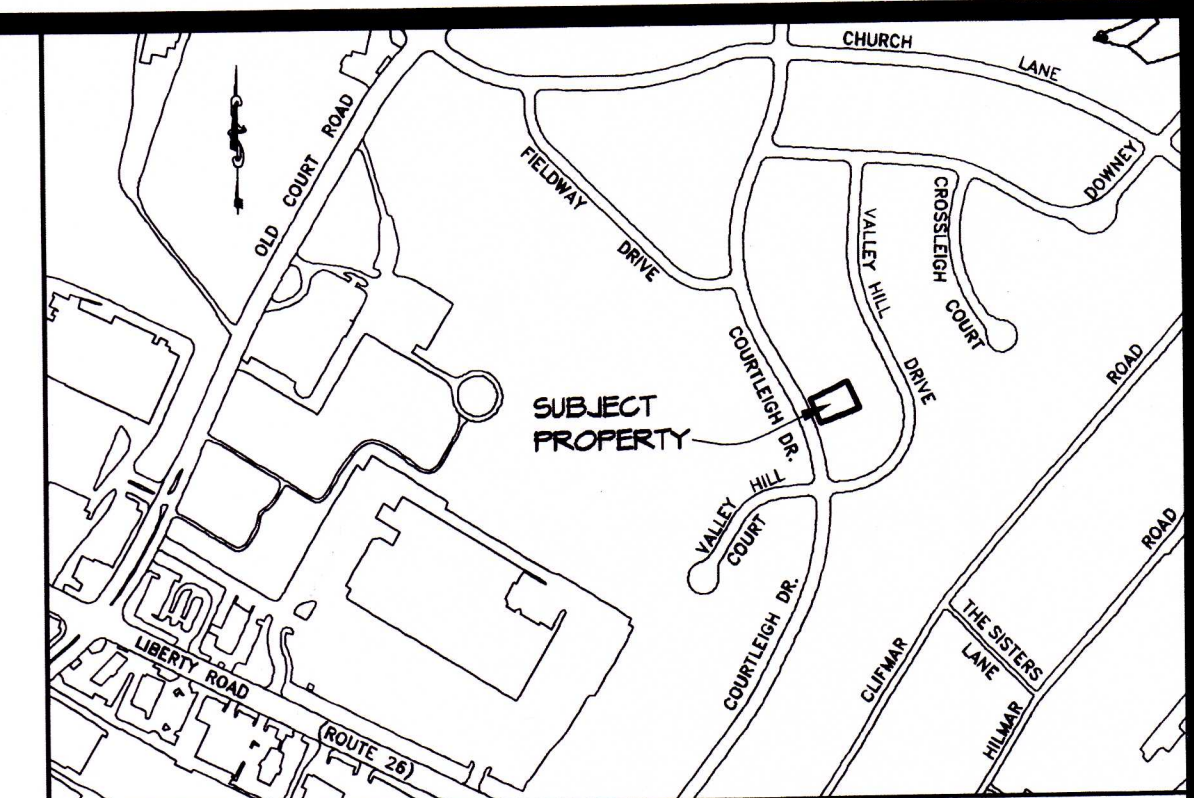 CHURCH
LANE
OLD COURT ROAD
FIELDWAY
DRIVE
DOWNEY
CROSSLEIGH
COURT
VALLEY HILL
DRIVE
COURTLEIGH DR.
ROAD
SUBJECT
PROPERTY
VALLEY HILL
COURT
ROAD
COURTLEIGH DR.
THE SISTERS
LANE
CLIFMAR
HILMAR
LIBERTY ROAD
(ROUTE 26)